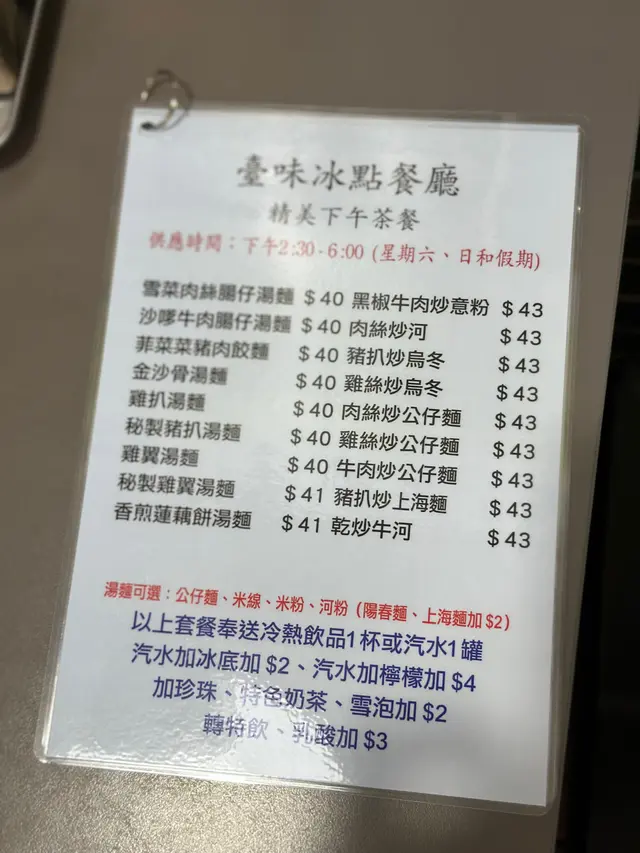 臺味冰點餐廳
精美下午茶餐
供應時間：下午2:30 - 6:00 (星期六、日和假期)
雪菜肉絲腸仔湯麵 $40 黑椒牛肉炒意粉 $43
沙嗲牛肉腸仔湯麵 $40 肉絲炒河 $43
菲菜菜豬肉餃麵 $40 豬扒炒烏冬 $43
金沙骨湯麵 $40 雞絲炒烏冬 $43
雞扒湯麵 $40 肉絲炒公仔麵 $43
秘製豬扒湯麵 $40 雞絲炒公仔麵 $43
雞翼湯麵 $40 牛肉炒公仔麵 $43
秘製雞翼湯麵 $41 豬扒炒上海麵 $43
香煎蓮藕餅湯麵 $41 乾炒牛河 $43
湯麵可選：公仔麵、米線、米粉、河粉（陽春麵、上海麵加 $2）
以上套餐奉送冷熱飲品1杯或汽水1罐
汽水加冰底加 $2、汽水加檸檬加 $4
加珍珠、特色奶茶、雪泡加 $2
轉特飲、乳酸加 $3